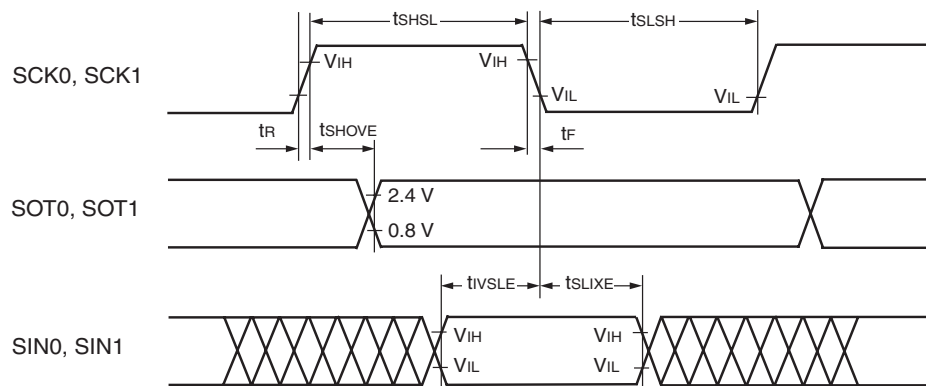 tSHSL tSLSH
SCK0, SCK1
VIH VIH
VIL VIL
tR tSHOVE tF
SOT0, SOT1
2.4 V
0.8 V
tIVSLE tSLIXE
SIN0, SIN1
VIH VIH
VIL VIL